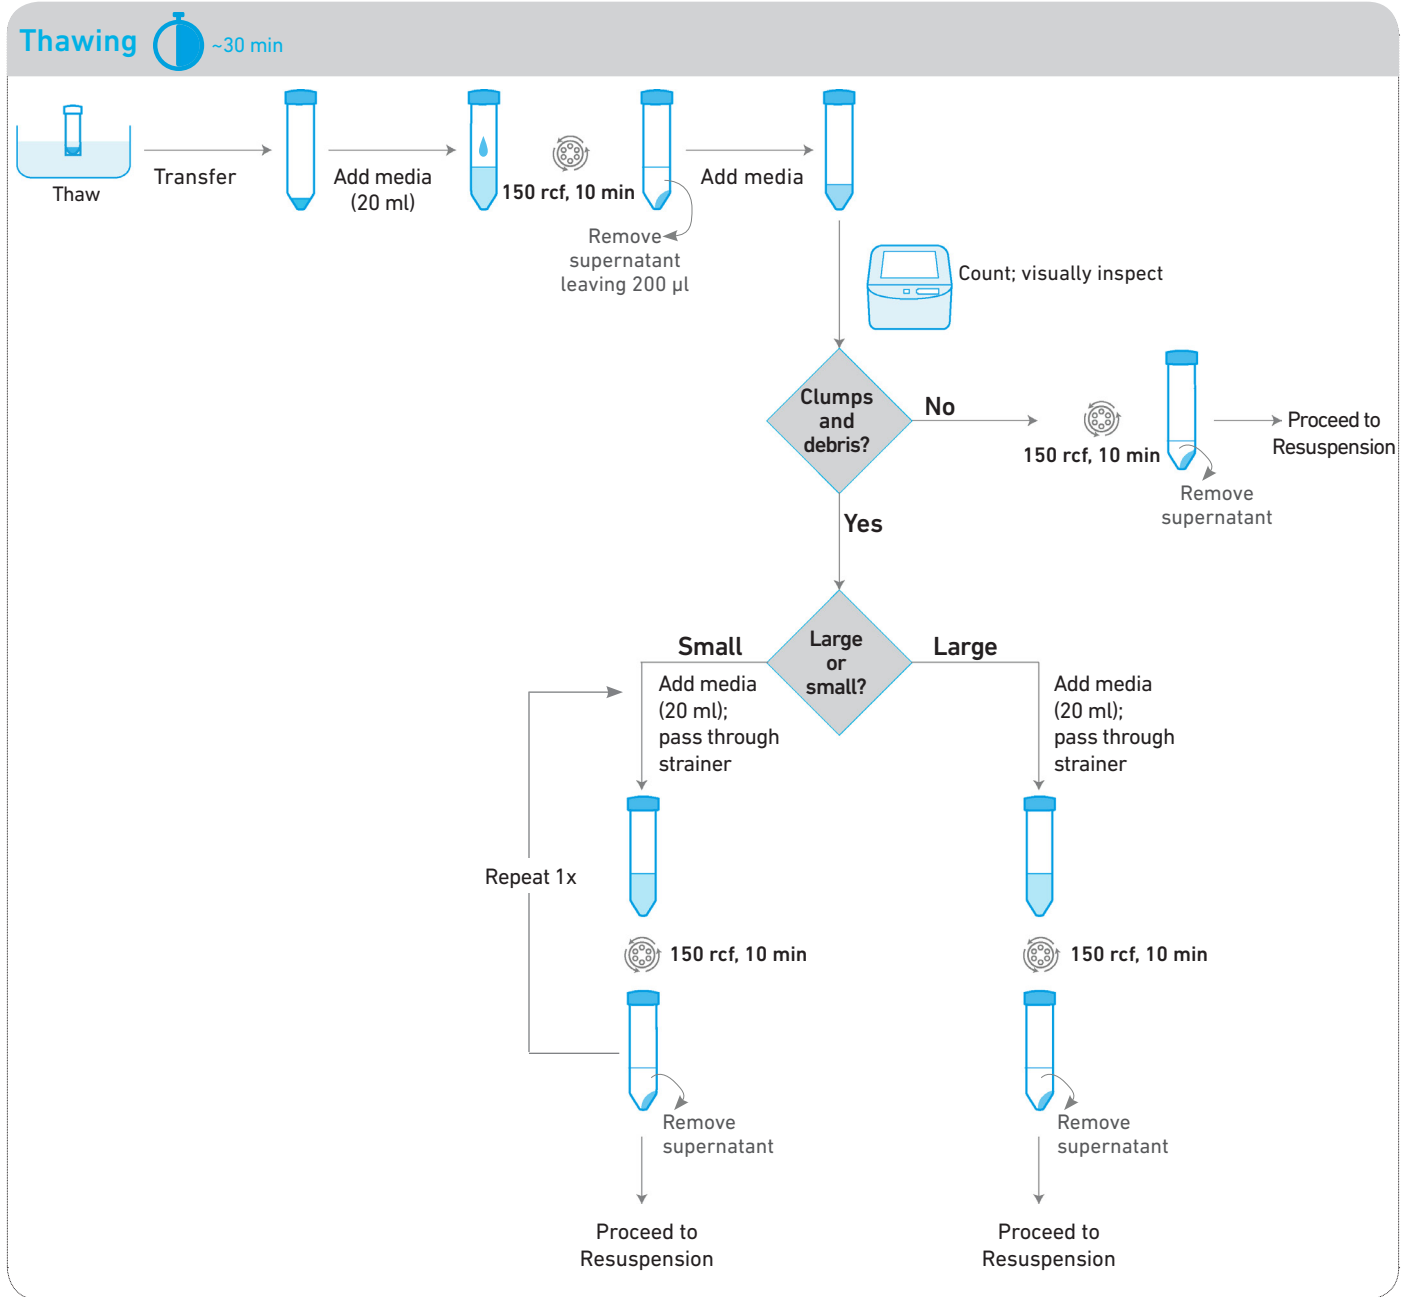 Thawing
~30 min
Thaw
Transfer
Add media
(20 ml)
150 rcf, 10 min
Remove
supernatant
leaving 200 µl
Add media
Count; visually inspect
Clumps
and
debris?
No
150 rcf, 10 min
Remove
supernatant
Proceed to
Resuspension
Yes
Large
or
small?
Small
Add media
(20 ml);
pass through
strainer
Repeat 1x
150 rcf, 10 min
Remove
supernatant
Proceed to
Resuspension
Large
Add media
(20 ml);
pass through
strainer
150 rcf, 10 min
Remove
supernatant
Proceed to
Resuspension